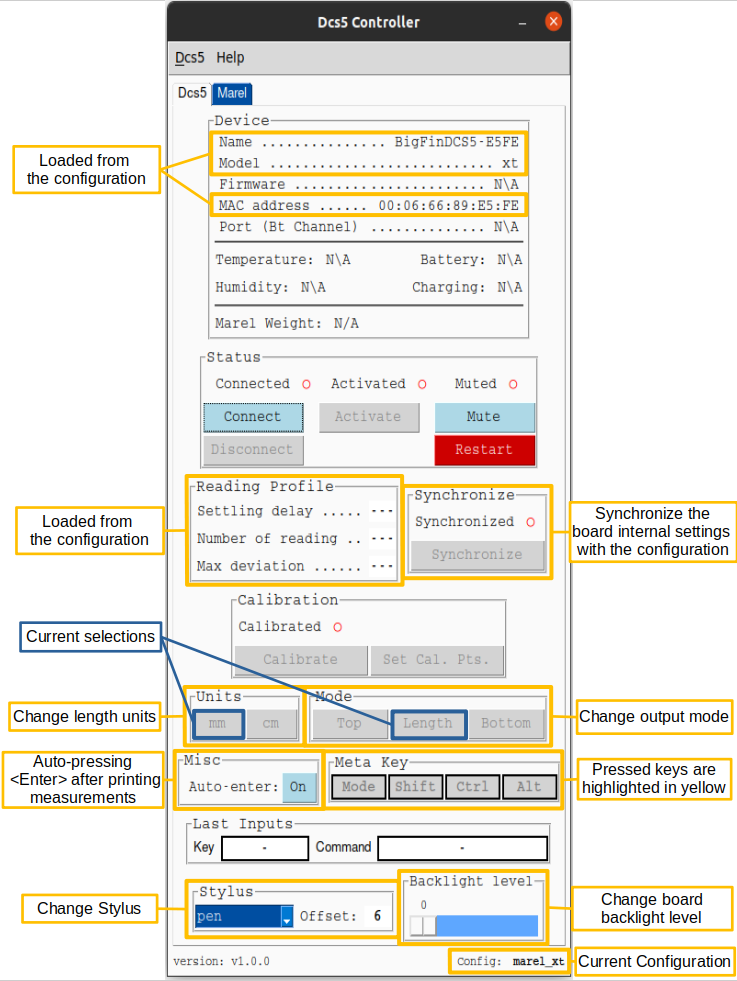 Dcs5 Controller
Dcs5 Help
Dcs5 Marel
Device
Name ............... BigFinDCS5-E5FE
Model ........................... xt
Firmware ........................ N\A
MAC address ...... 00:06:66:89:E5:FE
Port (Bt Channel) .............. N\A
Loaded from
the configuration
Temperature: N\A Battery: N\A
Humidity: N\A Charging: N\A
Marel Weight: N/A
Status
Connected O Activated O Muted O
Connect Activate Mute
Disconnect Restart
Reading Profile
Settling delay ..... ---
Number of reading .. ---
Max deviation ...... ---
Loaded from
the configuration
Synchronize
Synchronized O
Synchronize
Synchronize the
board internal settings
with the configuration
Calibration
Calibrated O
Calibrate Set Cal. Pts.
Current selections
Units
mm cm
Change length units
Mode
Top Length Bottom
Change output mode
Misc
Auto-enter: On
Auto-pressing
<Enter> after printing
measurements
Meta Key
Mode Shift Ctrl Alt
Pressed keys are
highlighted in yellow
Last Inputs
Key - Command -
Stylus
pen Offset: 6
Change Stylus
Backlight level
0
Change board
backlight level
version: v1.0.0 Config: marel_xt
Current Configuration